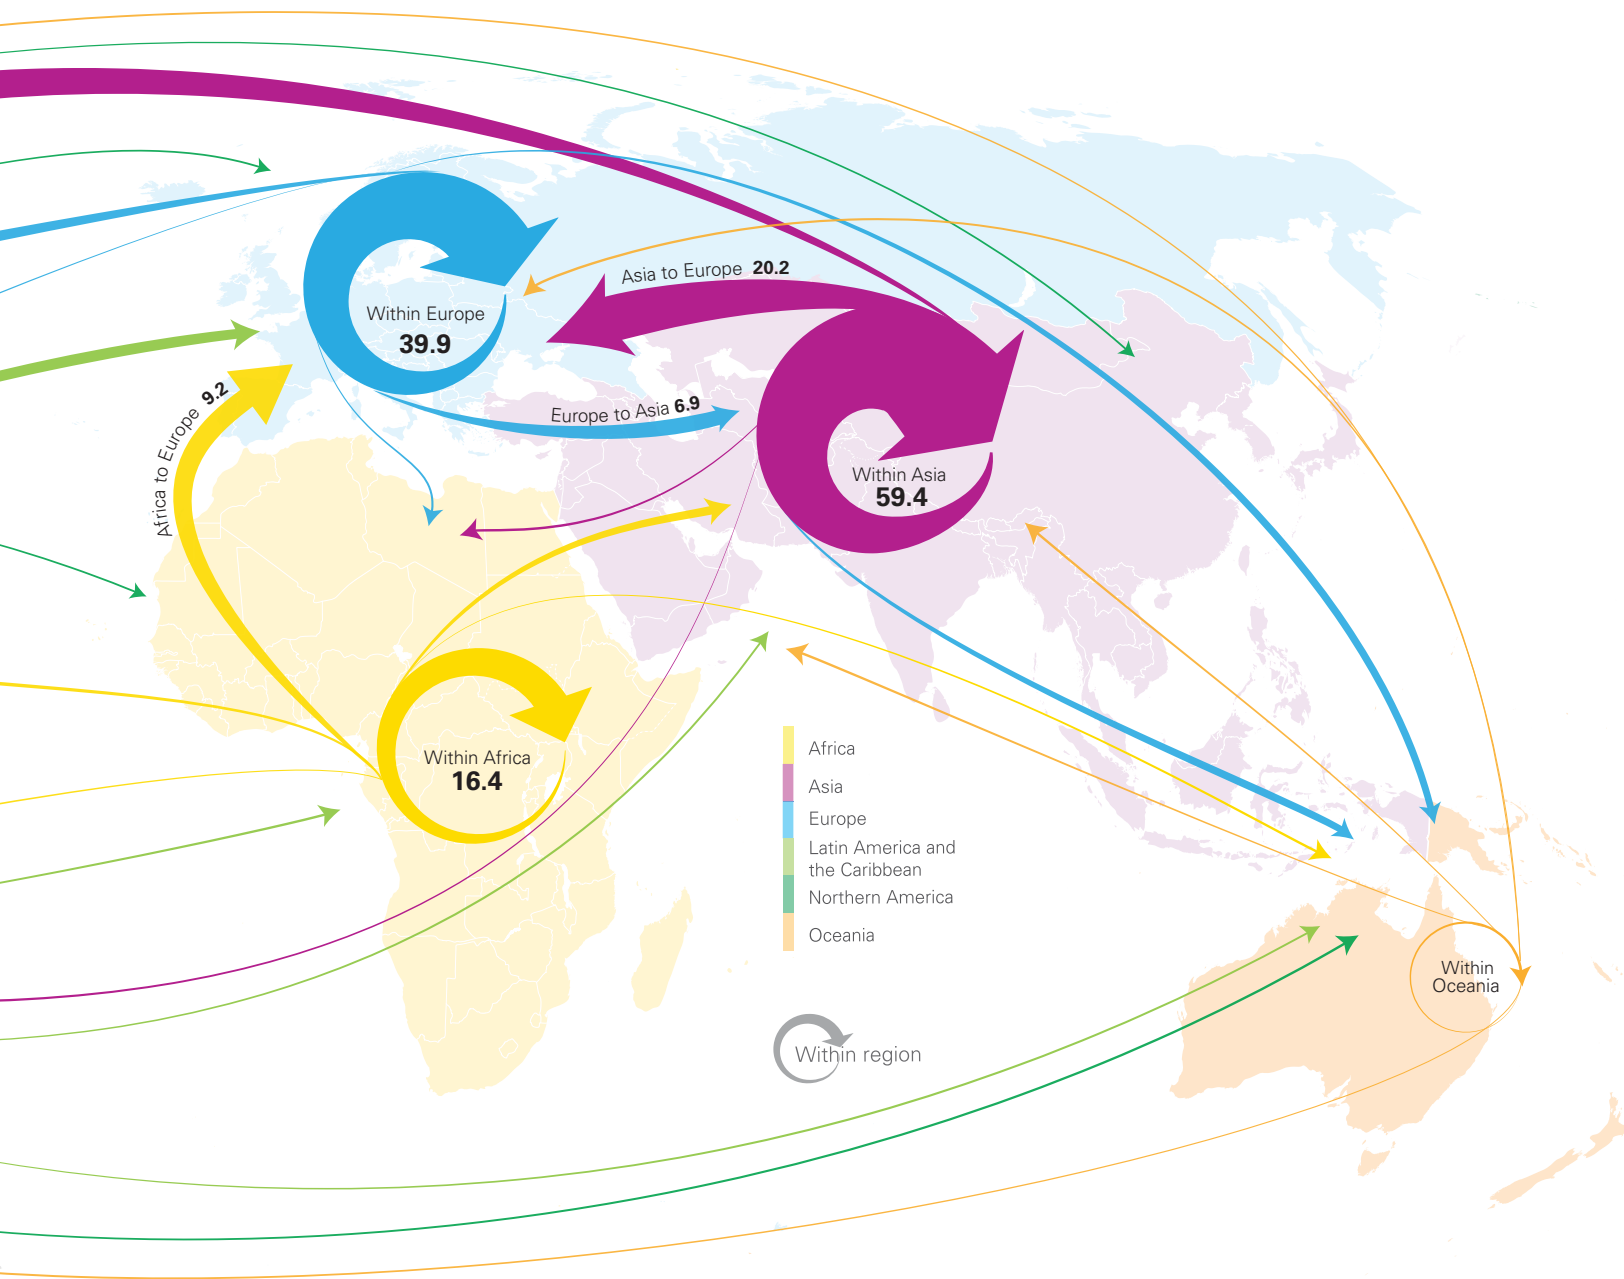 Asia to Europe 20.2
Within Europe
39.9
Africa to Europe 9.2
Europe to Asia 6.9
Within Asia
59.4
Within Africa
16.4
Africa
Asia
Europe
Latin America and
the Caribbean
Northern America
Oceania
Within
Oceania
Within region